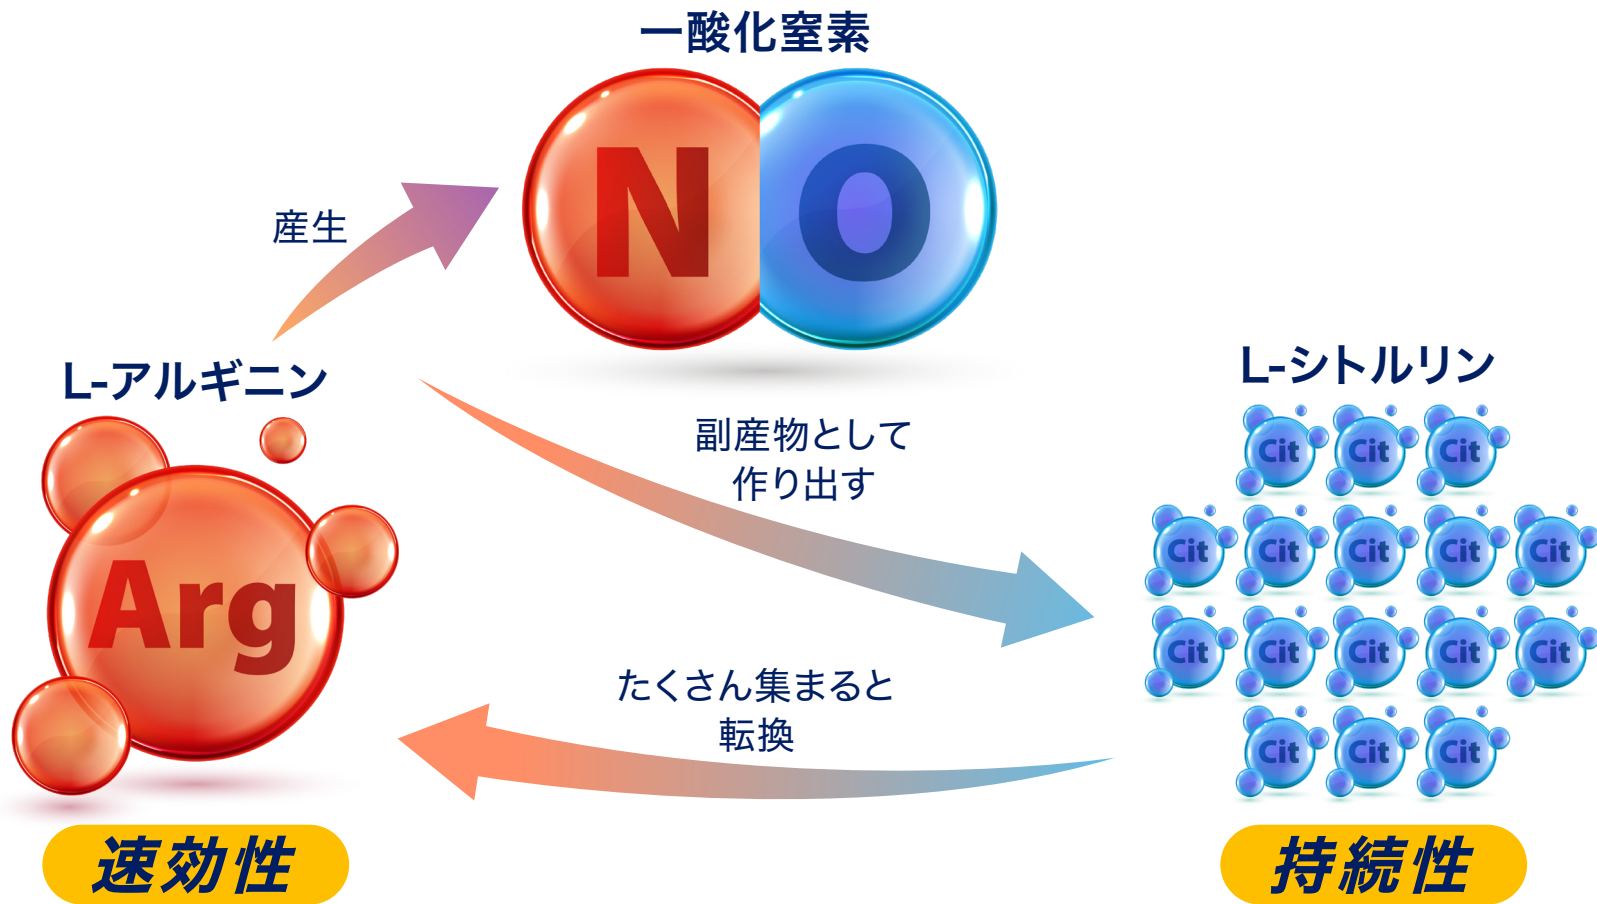 一酸化窒素
N
O
産生
L-アルギニン
L-シトルリン
副産物として
作り出す
Arg
Cit Cit Cit
Cit Cit Cit Cit Cit
Cit Cit Cit Cit Cit
Cit Cit Cit
たくさん集まると
転換
速効性
持続性